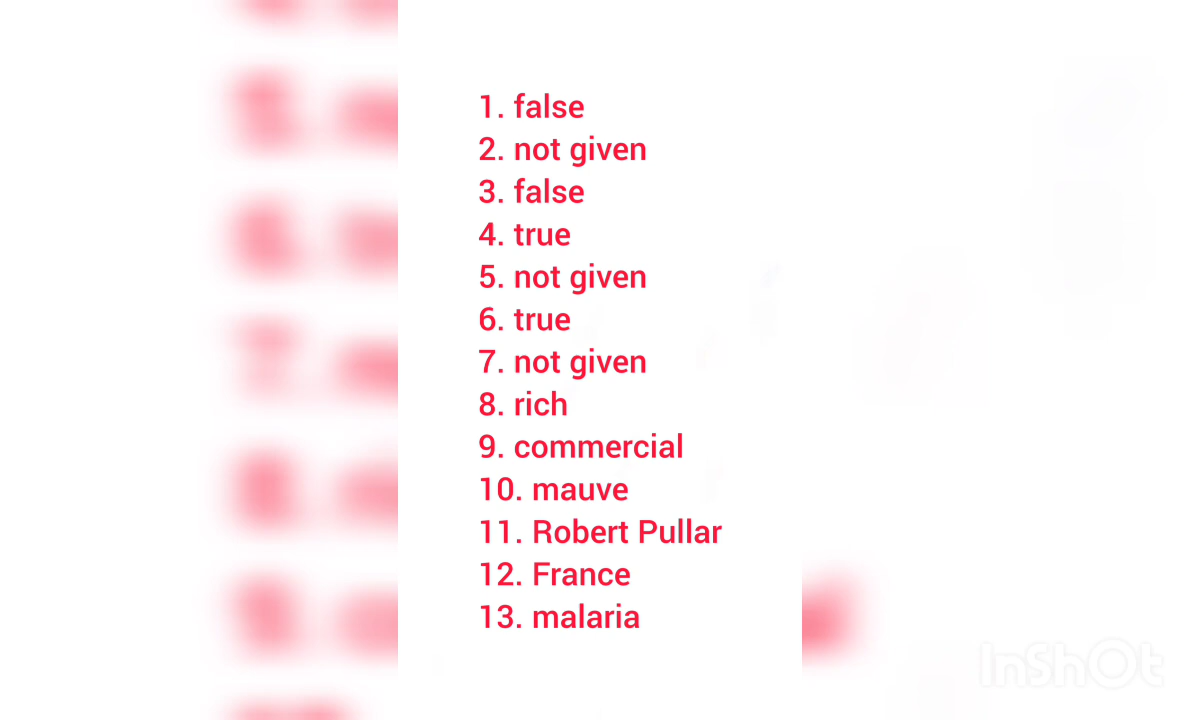 1. false
2. not given
3. false
4. true
5. not given
6. true
7. not given
8. rich
9. commercial
10. mauve
11. Robert Pullar
12. France
13. malaria
InShOt